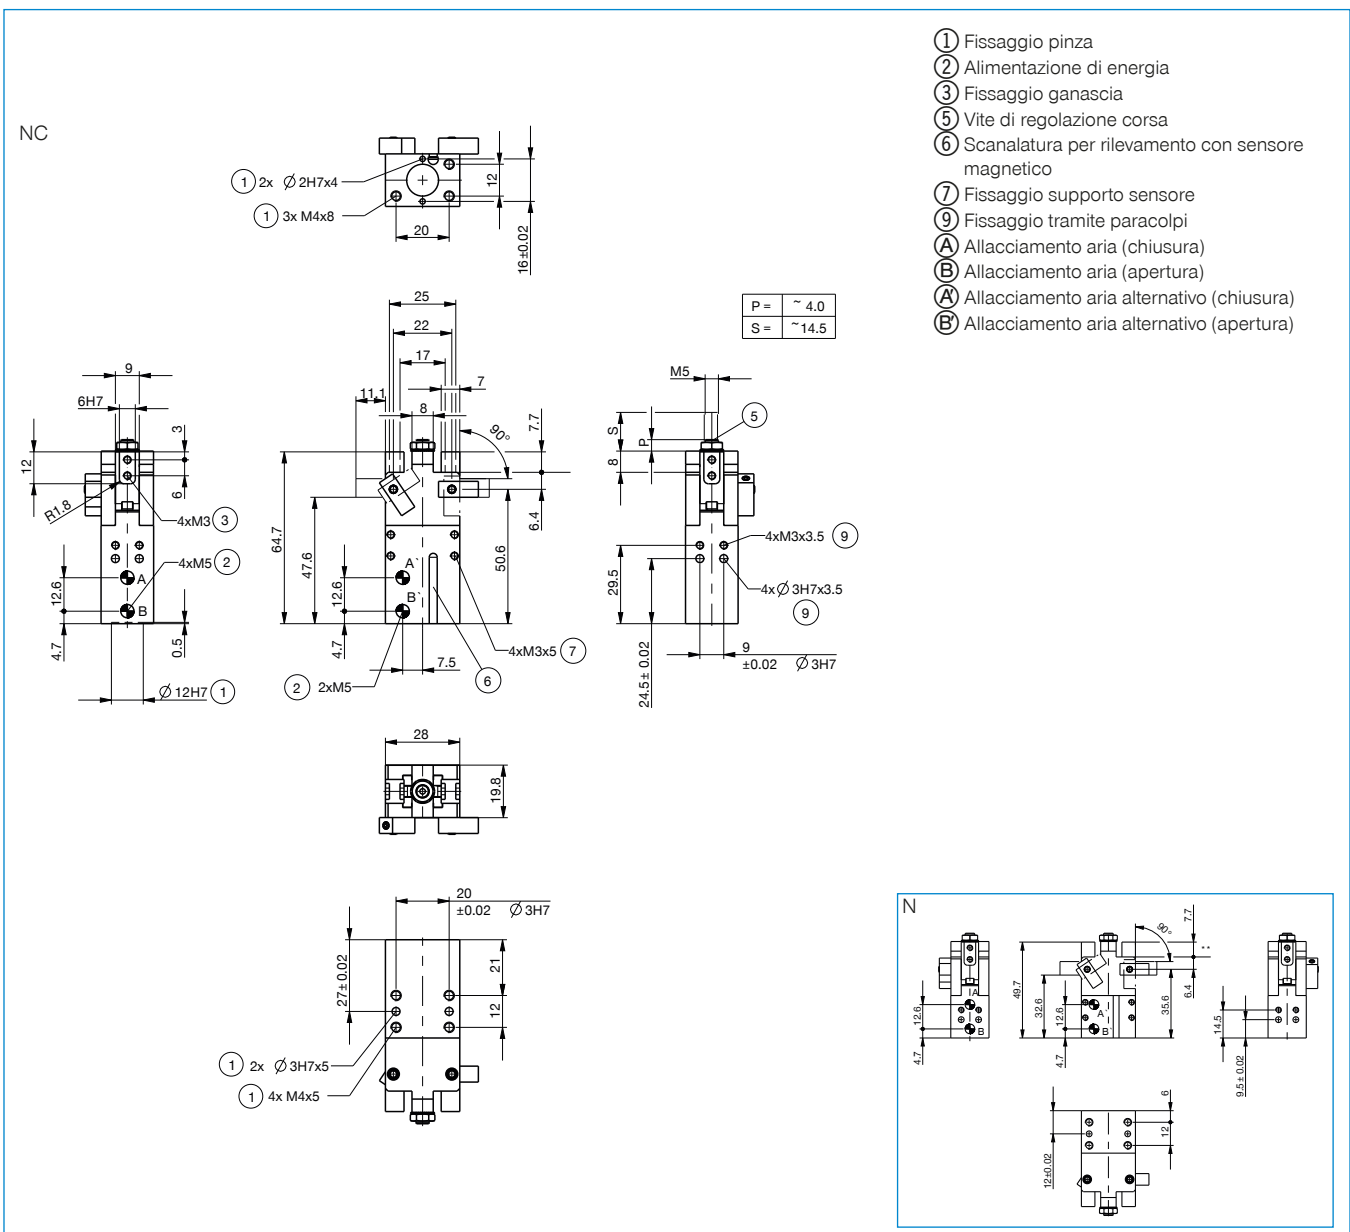 ① Fissaggio pinza
② Alimentazione di energia
③ Fissaggio ganascia
⑤ Vite di regolazione corsa
⑥ Scanalatura per rilevamento con sensore
magnetico
⑦ Fissaggio supporto sensore
⑨ Fissaggio tramite paracolpi
Ⓐ Allacciamento aria (chiusura)
Ⓑ Allacciamento aria (apertura)
A' Allacciamento aria alternativo (chiusura)
B' Allacciamento aria alternativo (apertura)
NC
① 2x Ø 2H7x4
① 3x M4x8
20
12
16±0.02
P = ~ 4.0
S = ~14.5
9
6H7
12
3
6
R1.8
4xM3 ③
4xM5 ②
A
B
12.6
4.7
0.5
Ø 12H7 ①
25
22
17
7
11.1
8
90°
7.7
6.4
64.7
47.6
50.6
A`
B`
12.6
4.7
7.5
② 2xM5
⑥
4xM3x5 ⑦
M5
⑤
S
P
8
4xM3x3.5 ⑨
4x Ø 3H7x3.5
⑨
29.5
24.5± 0.02
9
±0.02 Ø 3H7
28
19.8
20
±0.02 Ø 3H7
27± 0.02
21
12
① 2x Ø 3H7x5
① 4x M4x5
N
12.6
4.7
A
B
49.7
32.6
12.6
4.7
A`
B`
90°
7.7
6.4
35.6
14.5
9.5± 0.02
12±0.02
6
12